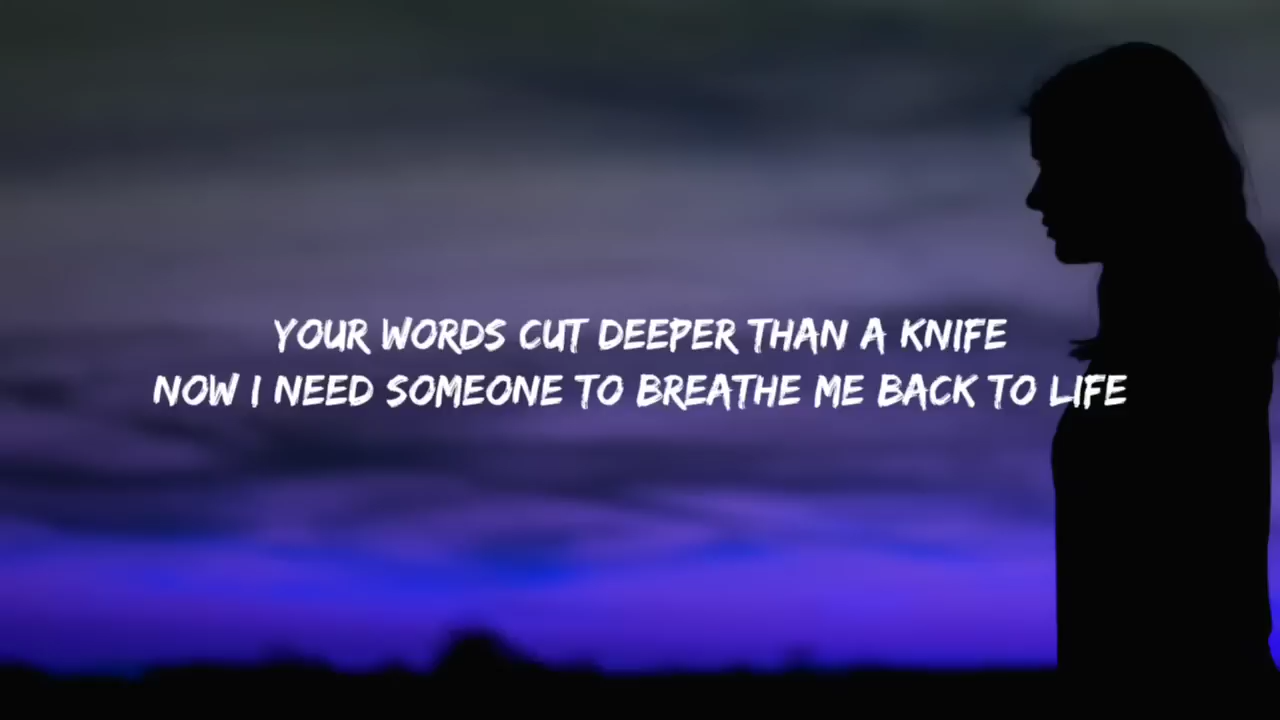 YOUR WORDS CUT DEEPER THAN A KNIFE
NOW I NEED SOMEONE TO BREATHE ME BACK TO LIFE